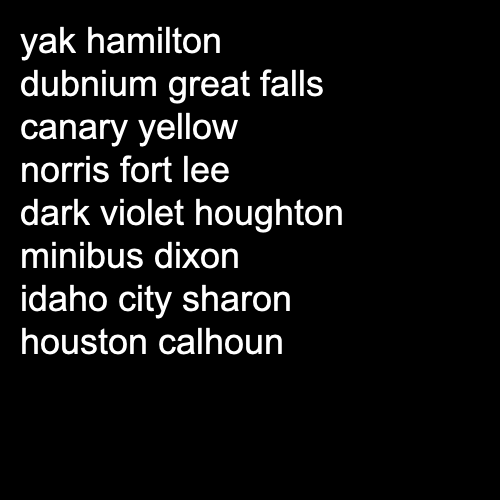 yak hamilton
dubnium great falls
canary yellow
norris fort lee
dark violet houghton
minibus dixon
idaho city sharon
houston calhoun